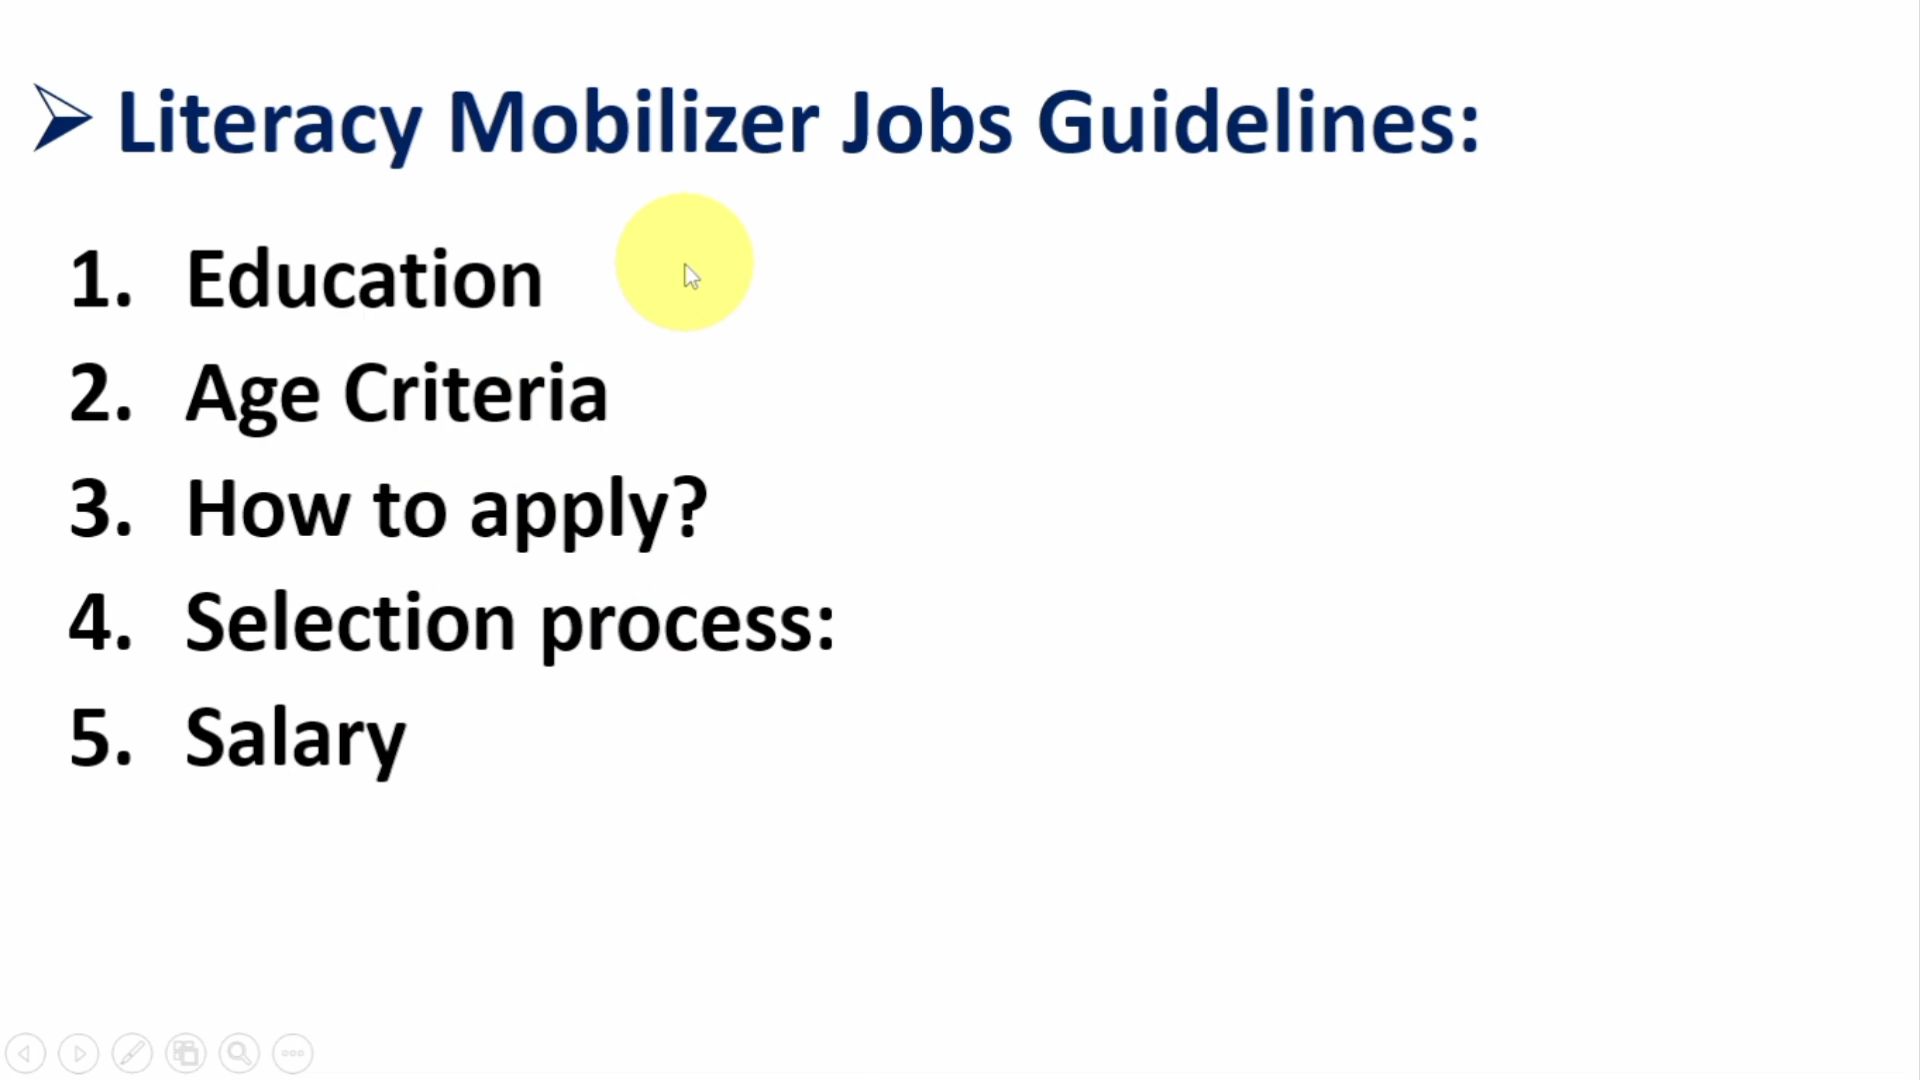 Literacy Mobilizer Jobs Guidelines:
1. Education
2. Age Criteria
3. How to apply?
4. Selection process:
5. Salary